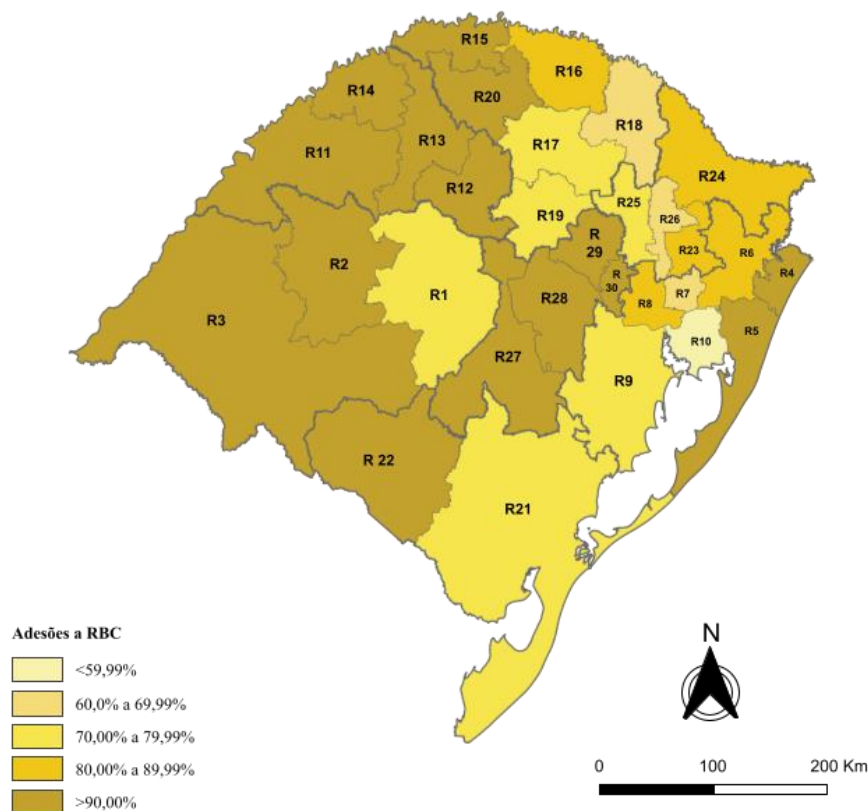 R15
R16
R14
R20
R18
R13
R17
R11
R24
R12
R25
R19
R26
R
29
R23
R6
R2
R4
R
30
R1
R28
R7
R8
R3
R5
R10
R27
R9
R 22
R21
Adesões a RBC
<59,99%
60,0% a 69,99%
70,00% a 79,99%
80,00% a 89,99%
>90,00%
N
0 100 200 Km